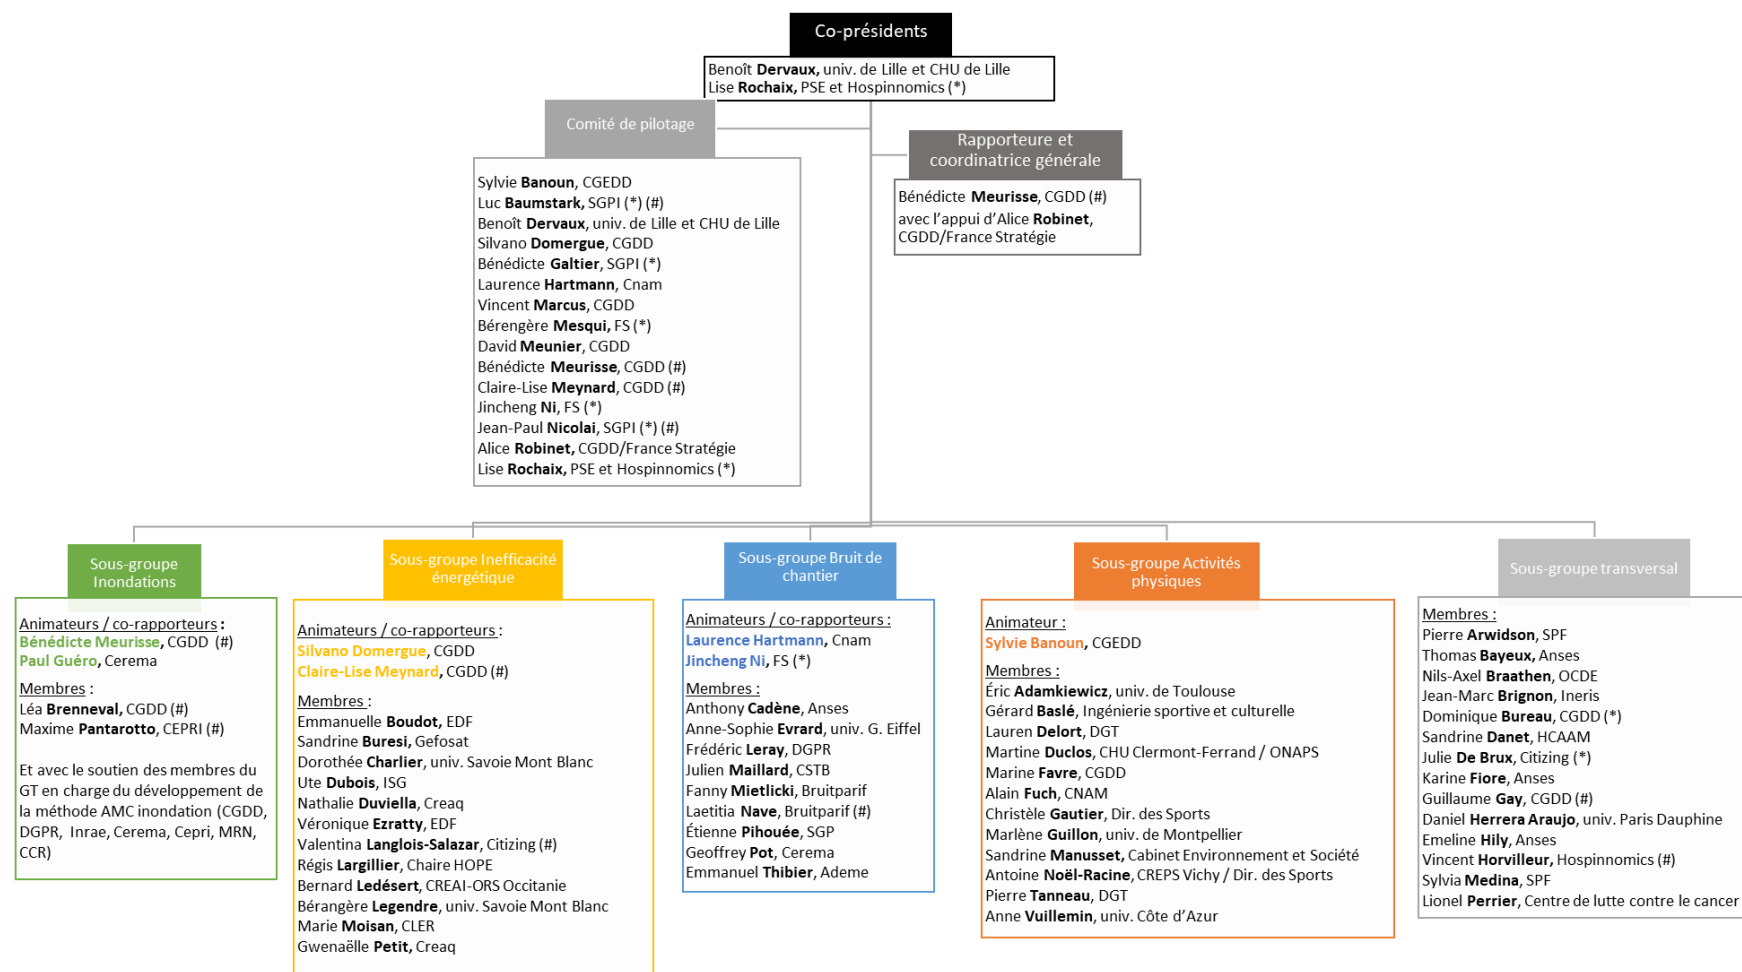 Co-présidents
Benoît Dervaux, univ. de Lille et CHU de Lille
Lise Rochaix, PSE et Hospinnomics (*)
Comité de pilotage
Sylvie Banoun, CGEDD
Luc Baumstark, SGPI (*) (#)
Benoît Dervaux, univ. de Lille et CHU de Lille
Silvano Domergue, CGDD
Bénédicte Galtier, SGPI (*)
Laurence Hartmann, Cnam
Vincent Marcus, CGDD
Bérengère Mesqui, FS (*)
David Meunier, CGDD
Bénédicte Meurisse, CGDD (#)
Claire-Lise Meynard, CGDD (#)
Jincheng Ni, FS (*)
Jean-Paul Nicolai, SGPI (*) (#)
Alice Robinet, CGDD/France Stratégie
Lise Rochaix, PSE et Hospinnomics (*)
Rapporteure et
coordinatrice générale
Bénédicte Meurisse, CGDD (#)
avec l'appui d'Alice Robinet,
CGDD/France Stratégie
Sous-groupe
Inondations
Animateurs / co-rapporteurs :
Bénédicte Meurisse, CGDD (#)
Paul Guéro, Cerema
Membres :
Léa Brenneval, CGDD (#)
Maxime Pantarotto, CEPRI (#)
Et avec le soutien des membres du
GT en charge du développement de
la méthode AMC inondation (CGDD,
DGPR, Inrae, Cerema, Cepri, MRN,
CCR)
Sous-groupe Inefficacité
énergétique
Animateurs / co-rapporteurs :
Silvano Domergue, CGDD
Claire-Lise Meynard, CGDD (#)
Membres :
Emmanuelle Boudot, EDF
Sandrine Buresi, Gefosat
Dorothée Charlier, univ. Savoie Mont Blanc
Ute Dubois, ISG
Nathalie Duviella, Creaq
Véronique Ezratty, EDF
Valentina Langlois-Salazar, Citizing (#)
Régis Largillier, Chaire HOPE
Bernard Ledésert, CREAI-ORS Occitanie
Bérangère Legendre, univ. Savoie Mont Blanc
Marie Moisan, CLER
Gwenaëlle Petit, Creaq
Sous-groupe Bruit de
chantier
Animateurs / co-rapporteurs :
Laurence Hartmann, Cnam
Jincheng Ni, FS (*)
Membres :
Anthony Cadène, Anses
Anne-Sophie Evrard, univ. G. Eiffel
Frédéric Leray, DGPR
Julien Maillard, CSTB
Fanny Mietlicki, Bruitparif
Laetitia Nave, Bruitparif (#)
Étienne Pihouée, SGP
Geoffrey Pot, Cerema
Emmanuel Thibier, Ademe
Sous-groupe Activités
physiques
Animateur :
Sylvie Banoun, CGEDD
Membres :
Éric Adamkiewicz, univ. de Toulouse
Gérard Baslé, Ingénierie sportive et culturelle
Lauren Delort, DGT
Martine Duclos, CHU Clermont-Ferrand / ONAPS
Marine Favre, CGDD
Alain Fuch, CNAM
Christèle Gautier, Dir. des Sports
Marlène Guillon, univ. de Montpellier
Sandrine Manusset, Cabinet Environnement et Société
Antoine Noël-Racine, CREPS Vichy / Dir. des Sports
Pierre Tanneau, DGT
Anne Vuillemin, univ. Côte d'Azur
Sous-groupe transversal
Membres :
Pierre Arwidson, SPF
Thomas Bayeux, Anses
Nils-Axel Braathen, OCDE
Jean-Marc Brignon, Ineris
Dominique Bureau, CGDD (*)
Sandrine Danet, HCAAM
Julie De Brux, Citizing (*)
Karine Fiore, Anses
Guillaume Gay, CGDD (#)
Daniel Herrera Araujo, univ. Paris Dauphine
Emeline Hily, Anses
Vincent Horvilleur, Hospinnomics (#)
Sylvia Medina, SPF
Lionel Perrier, Centre de lutte contre le cancer